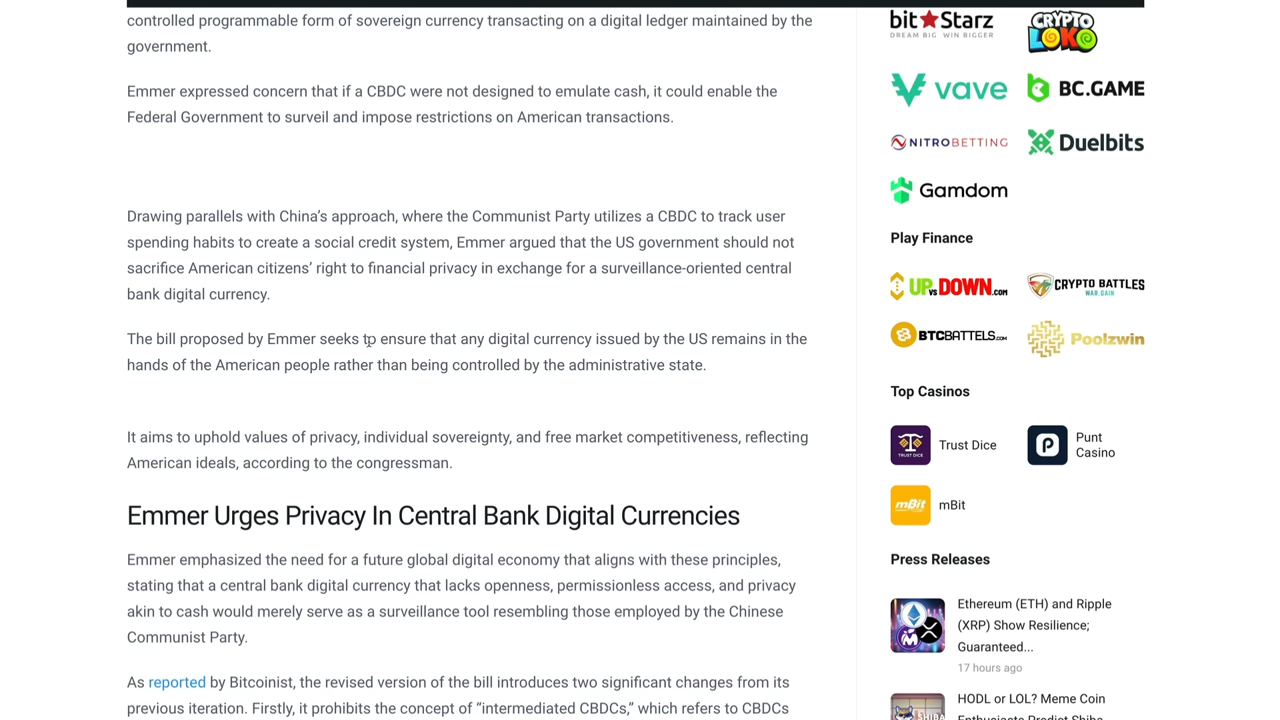 controlled programmable form of sovereign currency transacting on a digital ledger maintained by the
government.
Emmer expressed concern that if a CBDC were not designed to emulate cash, it could enable the
Federal Government to surveil and impose restrictions on American transactions.
Drawing parallels with China’s approach, where the Communist Party utilizes a CBDC to track user
spending habits to create a social credit system, Emmer argued that the US government should not
sacrifice American citizens’ right to financial privacy in exchange for a surveillance-oriented central
bank digital currency.
The bill proposed by Emmer seeks to ensure that any digital currency issued by the US remains in the
hands of the American people rather than being controlled by the administrative state.
It aims to uphold values of privacy, individual sovereignty, and free market competitiveness, reflecting
American ideals, according to the congressman.
Emmer Urges Privacy In Central Bank Digital Currencies
Emmer emphasized the need for a future global digital economy that aligns with these principles,
stating that a central bank digital currency that lacks openness, permissionless access, and privacy
akin to cash would merely serve as a surveillance tool resembling those employed by the Chinese
Communist Party.
As reported by Bitcoinist, the revised version of the bill introduces two significant changes from its
previous iteration. Firstly, it prohibits the concept of “intermediated CBDCs,” which refers to CBDCs
bitStarz
DREAM BIG WIN BIGGER
CRYPTO
LOKO
vave
BC.GAME
NITROBETTING
Duelbits
Gamdom
Play Finance
UPvsDOWN.COM
CRYPTO BATTLES
WAR. GAIN
BTCBATTELS.COM
Poolzwin
Top Casinos
TRUST DICE
Trust Dice
Punt
Casino
mBit
mBit
Press Releases
Ethereum (ETH) and Ripple
(XRP) Show Resilience;
Guaranteed...
17 hours ago
HODL or LOL? Meme Coin
Enthusiasts Predict Shiba